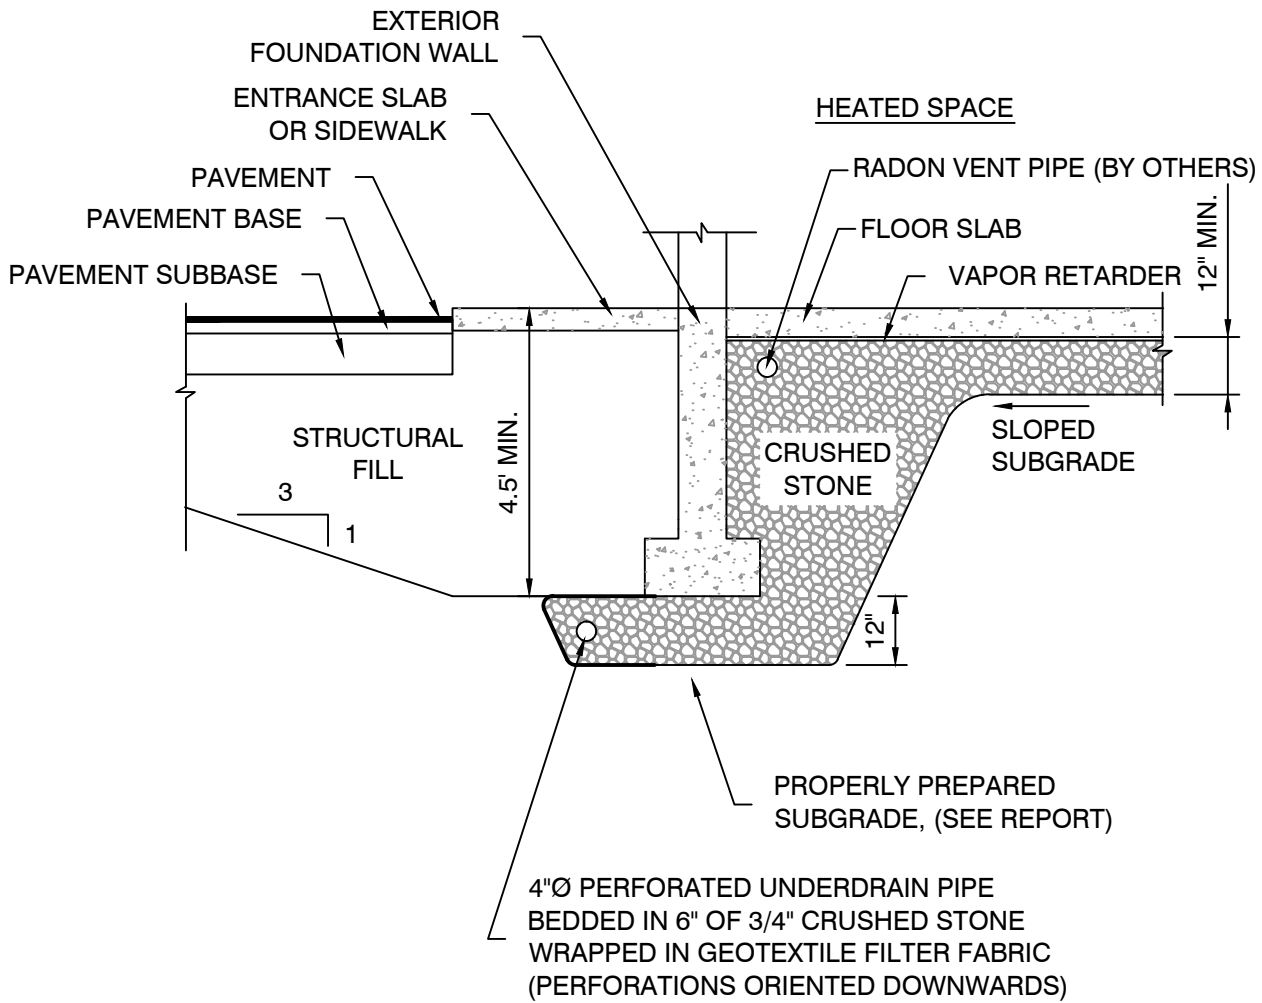 EXTERIOR
FOUNDATION WALL
ENTRANCE SLAB
OR SIDEWALK
HEATED SPACE
PAVEMENT
RADON VENT PIPE (BY OTHERS)
PAVEMENT BASE
FLOOR SLAB
12" MIN.
PAVEMENT SUBBASE
VAPOR RETARDER
STRUCTURAL
FILL
4.5' MIN.
CRUSHED
STONE
SLOPED
SUBGRADE
3
1
12"
PROPERLY PREPARED
SUBGRADE, (SEE REPORT)
4"Ø PERFORATED UNDERDRAIN PIPE
BEDDED IN 6" OF 3/4" CRUSHED STONE
WRAPPED IN GEOTEXTILE FILTER FABRIC
(PERFORATIONS ORIENTED DOWNWARDS)